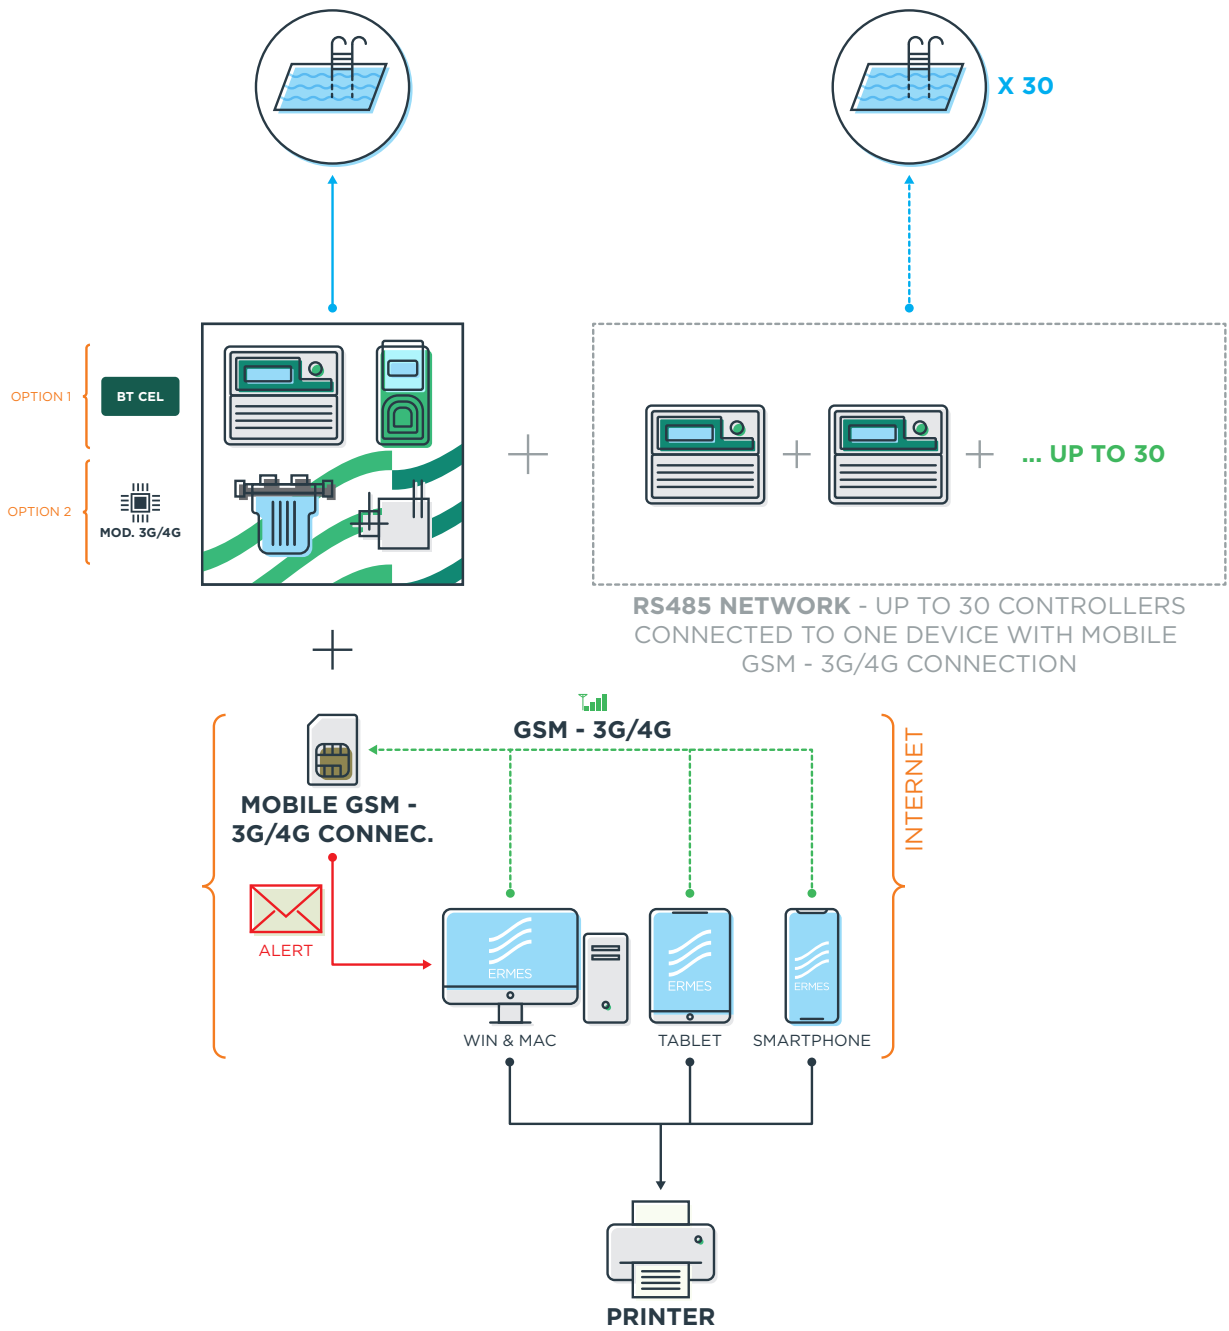 X 30
OPTION 1
BT CEL
OPTION 2
MOD. 3G/4G
... UP TO 30
RS485 NETWORK - UP TO 30 CONTROLLERS
CONNECTED TO ONE DEVICE WITH MOBILE
GSM - 3G/4G CONNECTION
GSM - 3G/4G
MOBILE GSM -
3G/4G CONNEC.
INTERNET
ALERT
ERMES
ERMES
ERMES
WIN & MAC
TABLET
SMARTPHONE
PRINTER